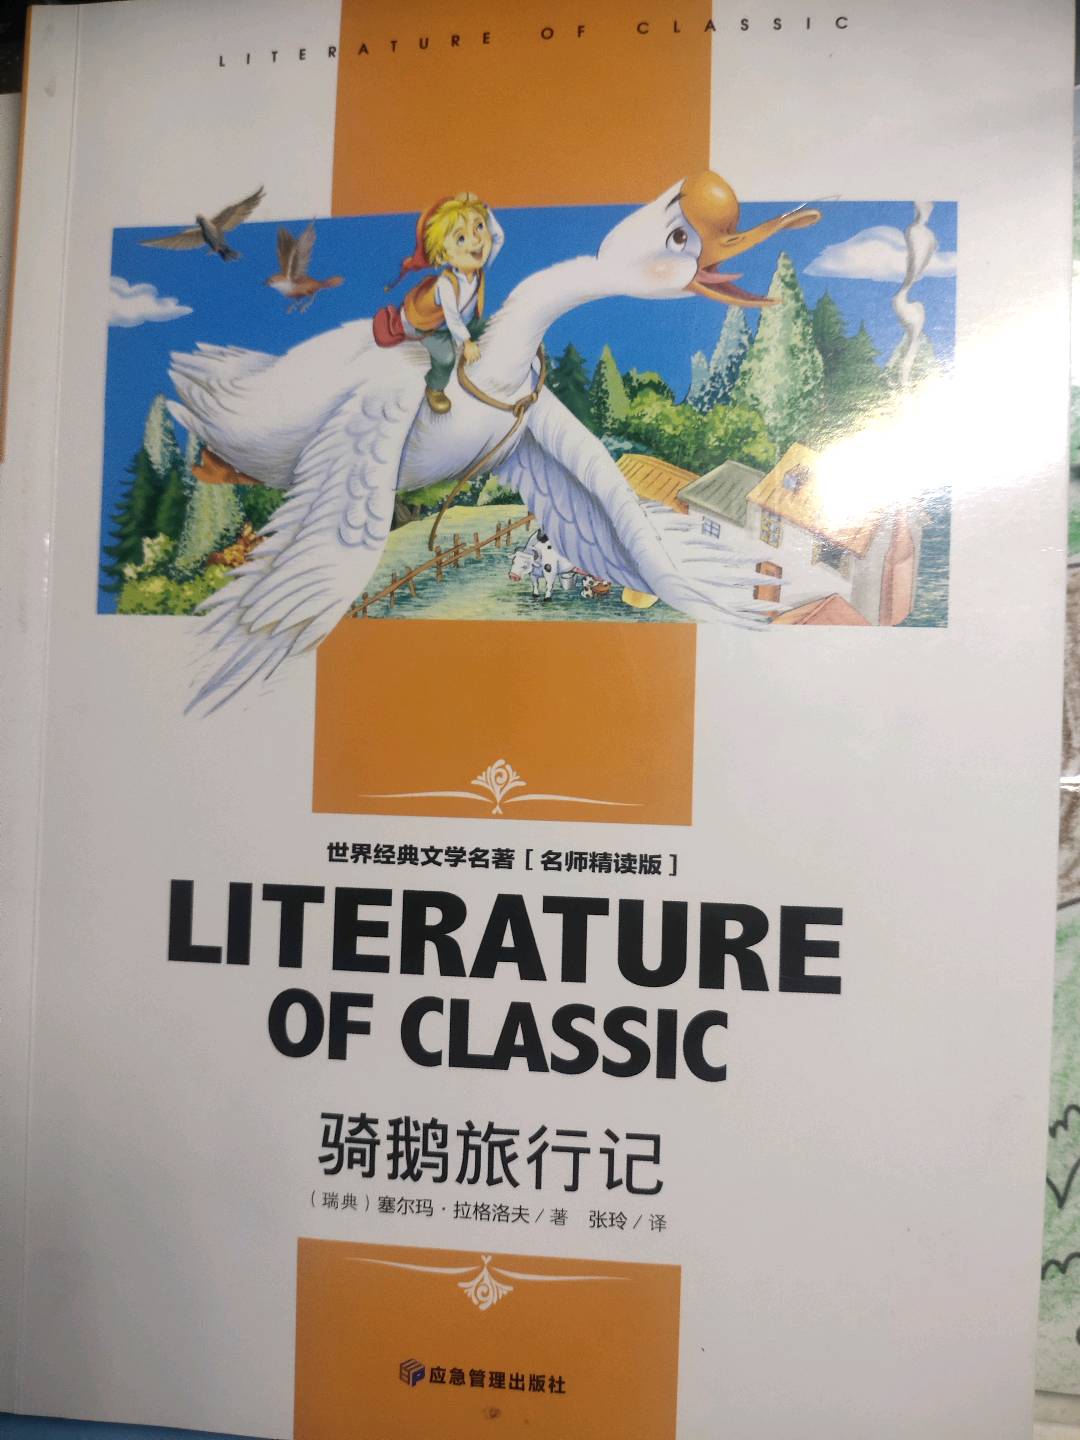 LITERATURE OF CLASSIC
世界经典文学名著[名师精读版]
LITERATURE
OF CLASSIC
骑鹅旅行记
(瑞典)塞尔玛·拉格洛夫/著 张玲/译
应急管理出版社